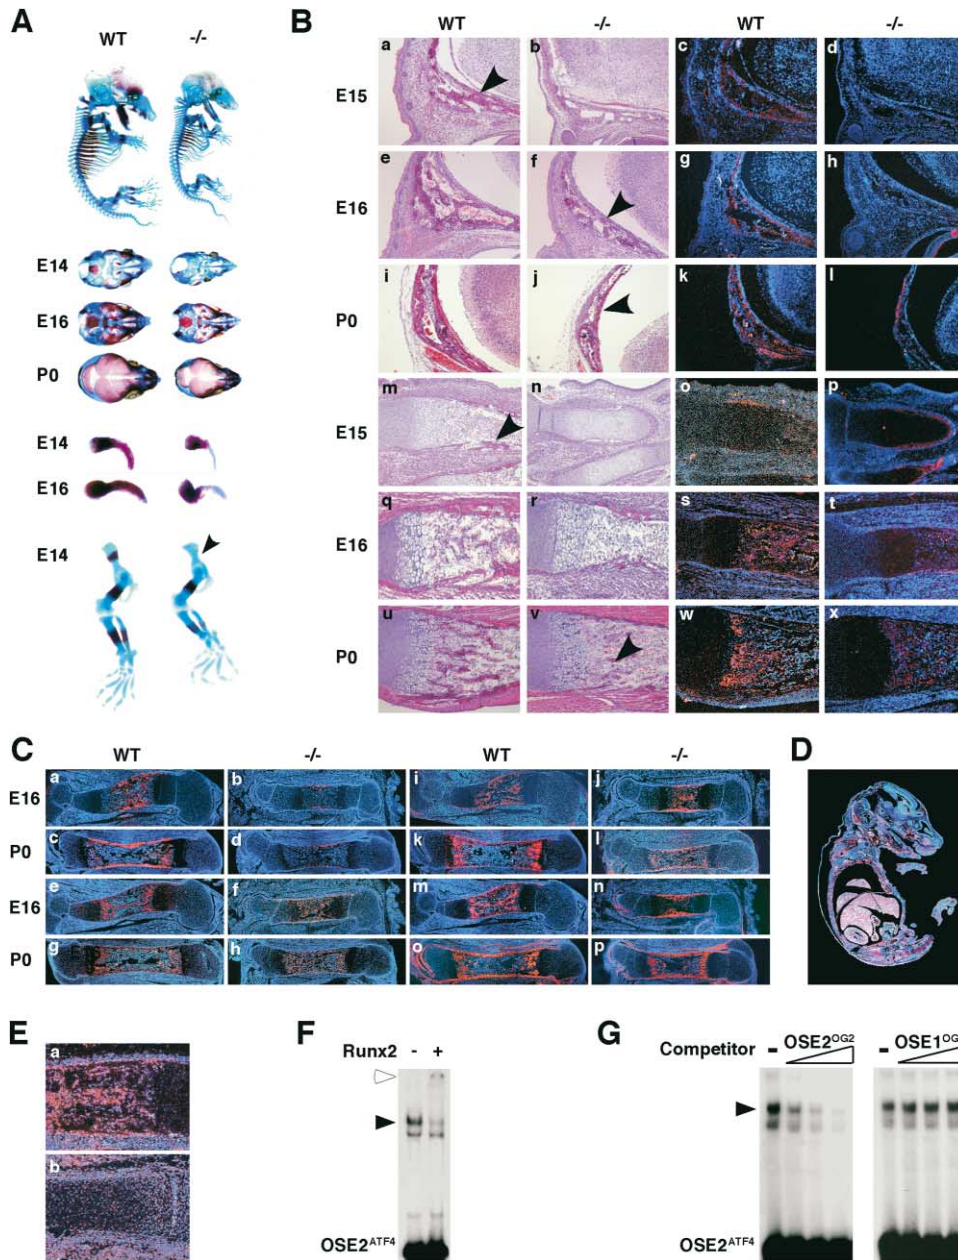 A
WT -/-
E14
E16
P0
E14
E16
E14
B
WT -/- WT -/-
a b c d
E15
e f g h
E16
i j k l
P0
m n o p
E15
q r s t
E16
u v w x
P0
C
WT -/- WT -/-
a b i j
E16
c d k l
P0
e f m n
E16
g h o p
P0
D
E
a
b
F
Runx2 - +
OSE2ATF4
G
Competitor - OSE2OG2 - OSE1OG
OSE2ATF4